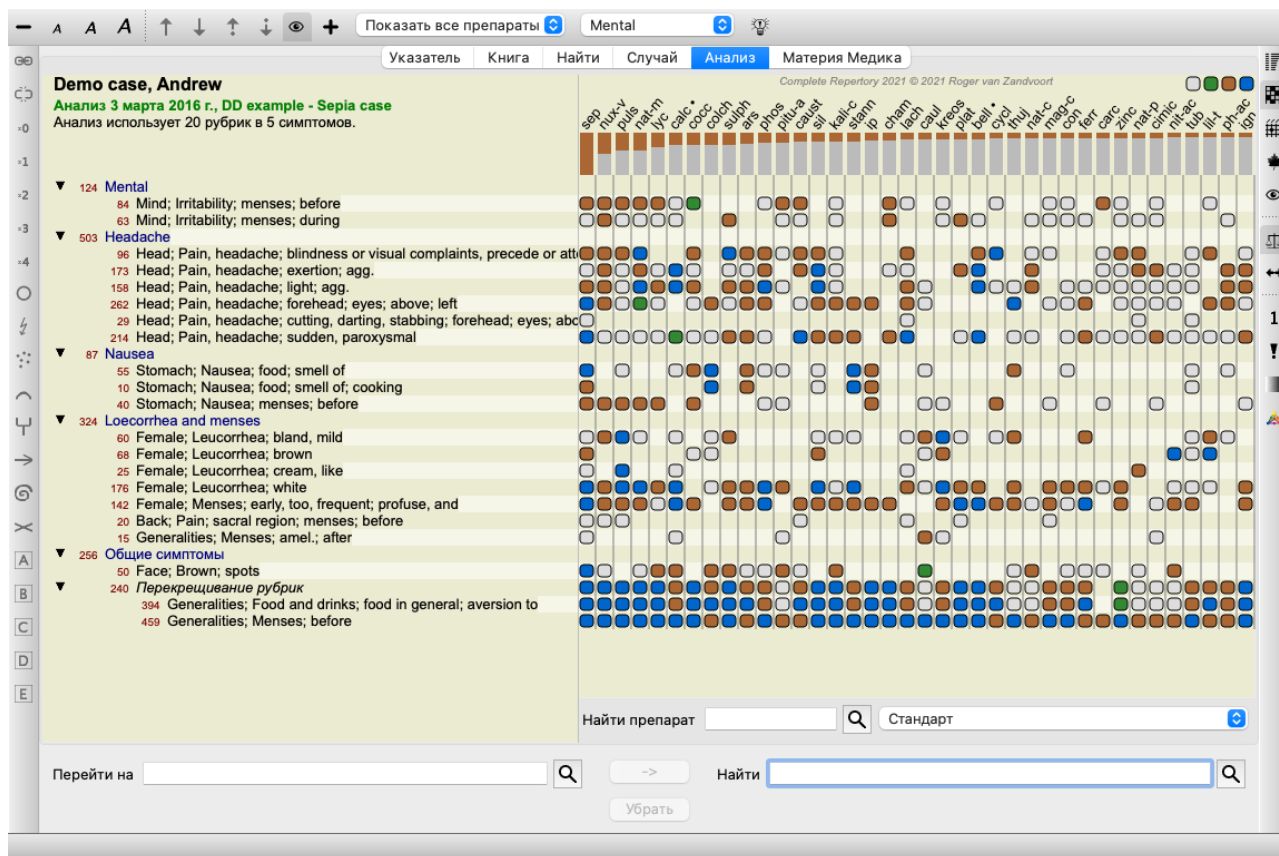 A A A Показать все препараты Mental
Указатель Книга Найти Случай Анализ Материя Медика
Demo case, Andrew
Complete Repertory 2021 © 2021 Roger van Zandvoort
Анализ 3 марта 2016 г., DD example - Sepia case
Анализ использует 20 рубрик в 5 симптомов.
sep nux-v puls nat-m lyc calc • cocc colch sulph ars phos pitu-a caust sil kali-c stann ip cham lach caul kreos plat bell • cycl thuj nat-c mag-c con ferr carc zinc nat-p cimic nit-ac tub lil-t ph-ac ign
124 Mental
84 Mind; Irritability; menses; before
63 Mind; Irritability; menses; during
503 Headache
96 Head; Pain, headache; blindness or visual complaints, precede or atte
173 Head; Pain, headache; exertion; agg.
158 Head; Pain, headache; light; agg.
262 Head; Pain, headache; forehead; eyes; above; left
29 Head; Pain, headache; cutting, darting, stabbing; forehead; eyes; abo
214 Head; Pain, headache; sudden, paroxysmal
87 Nausea
55 Stomach; Nausea; food; smell of
10 Stomach; Nausea; food; smell of; cooking
40 Stomach; Nausea; menses; before
324 Loecorrhea and menses
60 Female; Leucorrhea; bland, mild
68 Female; Leucorrhea; brown
25 Female; Leucorrhea; cream, like
176 Female; Leucorrhea; white
142 Female; Menses; early, too, frequent; profuse, and
20 Back; Pain; sacral region; menses; before
15 Generalities; Menses; amel.; after
256 Общие симптомы
50 Face; Brown; spots
240 Перекрещивание рубрик
394 Generalities; Food and drinks; food in general; aversion to
459 Generalities; Menses; before
×0
×1
×2
×3
×4
A
B
C
D
E
1
!
Найти препарат Стандарт
Перейти на -> Найти
Убрать